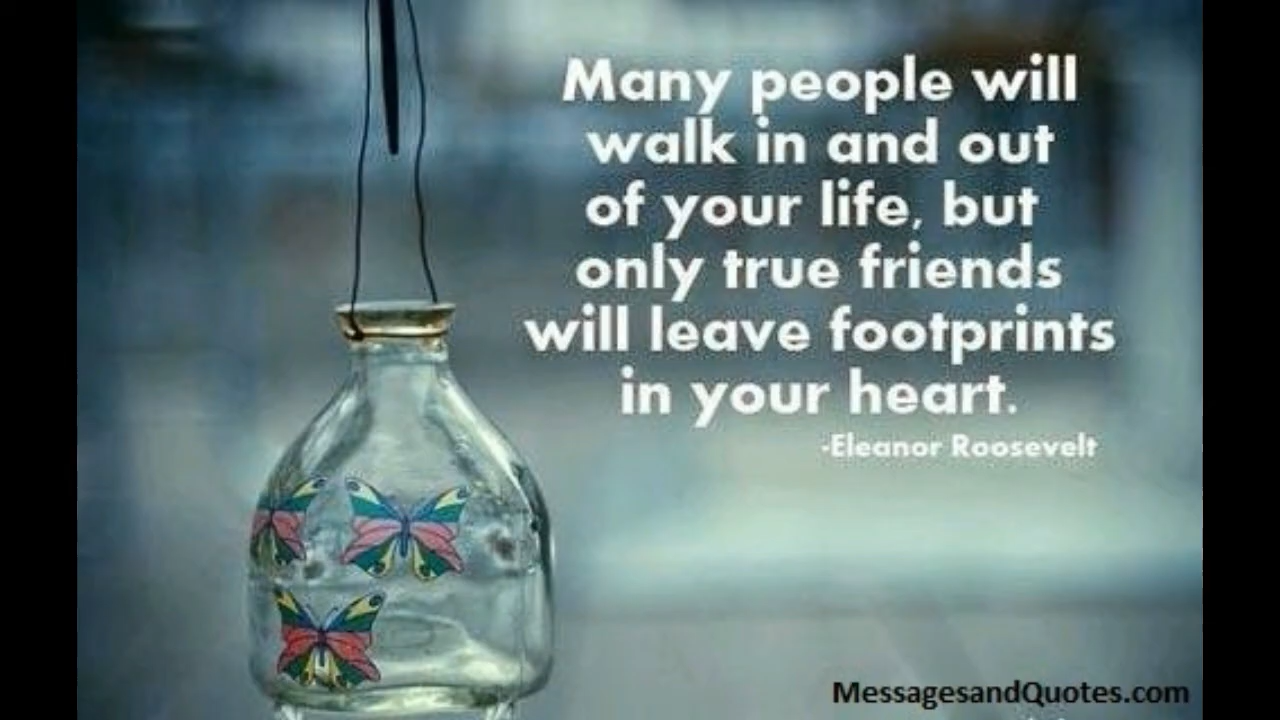 Many people will
walk in and out
of your life, but
only true friends
will leave footprints
in your heart.
-Eleanor Roosevelt
MessagesandQuotes.com